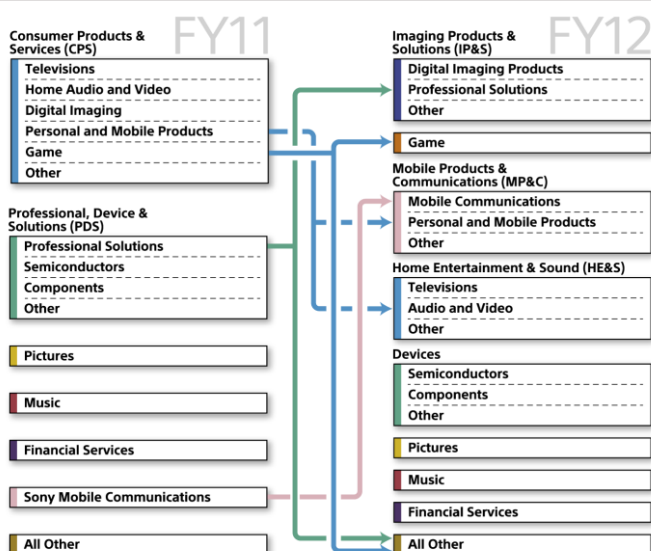 FY11
Consumer Products &
Services (CPS)
Televisions
Home Audio and Video
Digital Imaging
Personal and Mobile Products
Game
Other
Professional, Device &
Solutions (PDS)
Professional Solutions
Semiconductors
Components
Other
Pictures
Music
Financial Services
Sony Mobile Communications
All Other
FY12
Imaging Products &
Solutions (IP&S)
Digital Imaging Products
Professional Solutions
Other
Game
Mobile Products &
Communications (MP&C)
Mobile Communications
Personal and Mobile Products
Other
Home Entertainment & Sound (HE&S)
Televisions
Audio and Video
Other
Devices
Semiconductors
Components
Other
Pictures
Music
Financial Services
All Other